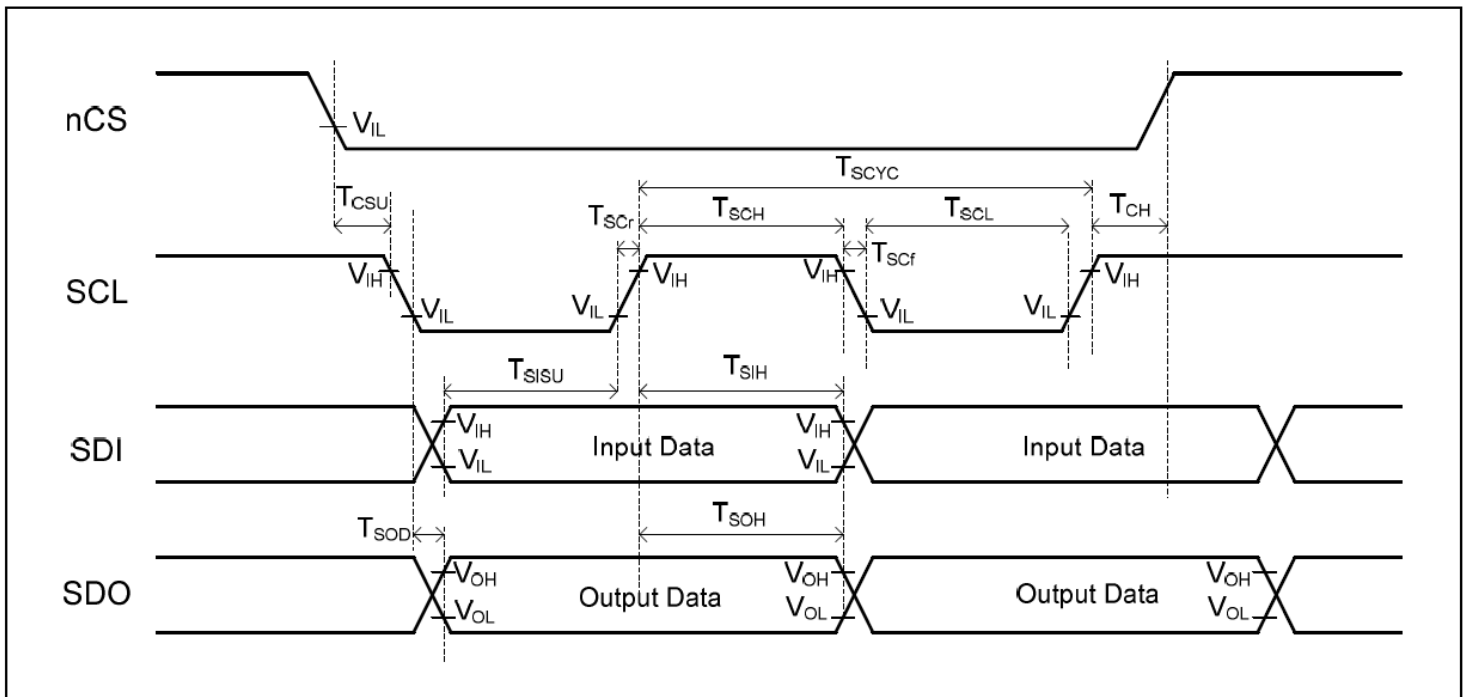 nCS
VIL
TSCYC
TCSU
TSCr
TSCH
TSCL
TCH
TSCf
SCL
VIH
VIL
VIL
VIH
VIH
VIL
VIL
VIH
TSISU
TSIH
SDI
VIH
VIL
Input Data
VIH
VIL
Input Data
TSOD
TSOH
SDO
VOH
VOL
Output Data
VOH
VOL
Output Data
VOH
VOL